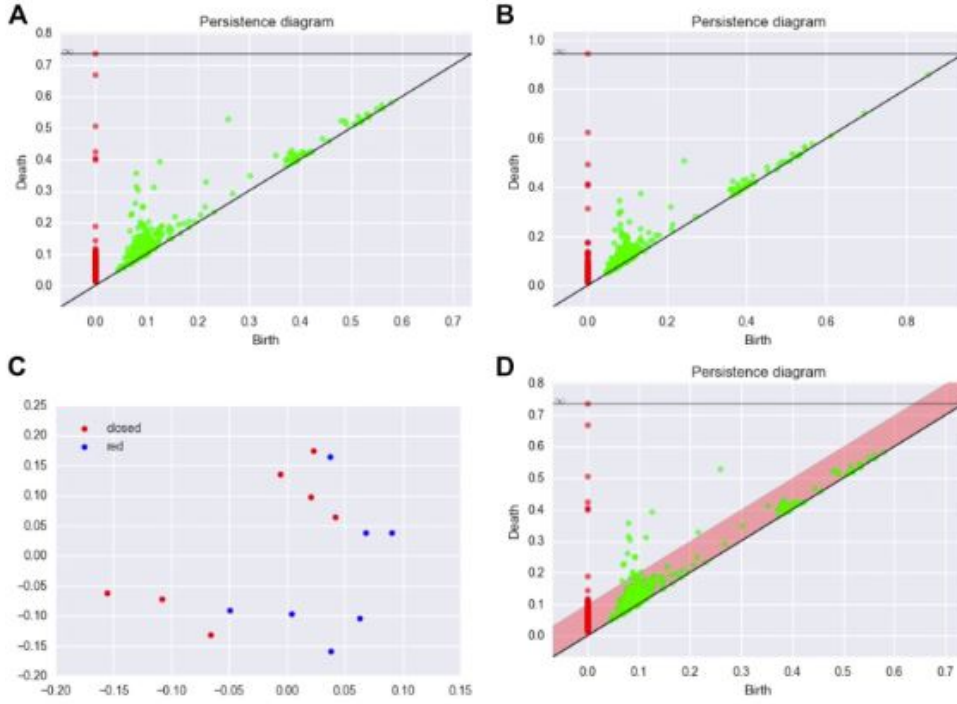 A
Persistence diagram
0.8
0.7
0.6
0.5
0.4
0.3
0.2
0.1
0.0
Death
∞
0.0 0.1 0.2 0.3 0.4 0.5 0.6 0.7
Birth
B
Persistence diagram
1.0
0.8
0.6
0.4
0.2
0.0
Death
∞
0.0 0.2 0.4 0.6 0.8
Birth
C
0.25
0.20
0.15
0.10
0.05
0.00
−0.05
−0.10
−0.15
−0.20
closed
red
−0.20 −0.15 −0.10 −0.05 0.00 0.05 0.10 0.15
D
Persistence diagram
0.8
0.7
0.6
0.5
0.4
0.3
0.2
0.1
0.0
Death
∞
0.0 0.1 0.2 0.3 0.4 0.5 0.6 0.7
Birth